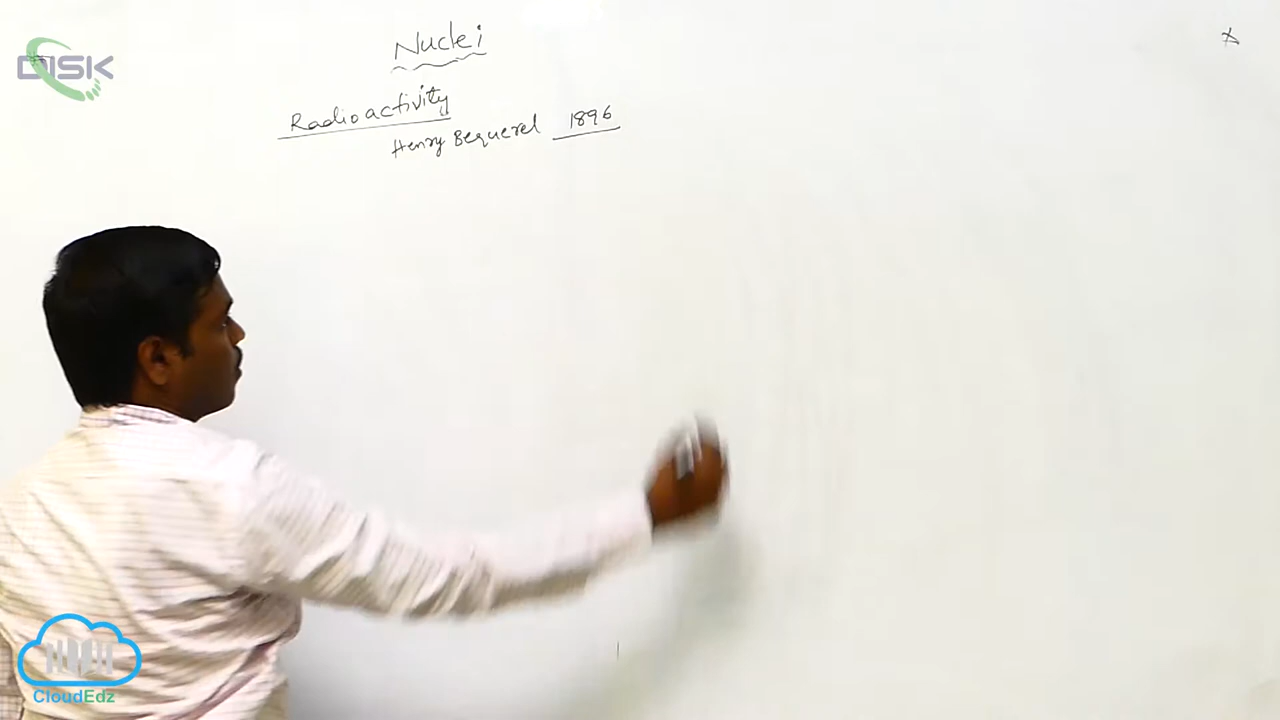 DISK
Nuclei
Radioactivity
Henry Bequerel 1896
CloudEdz